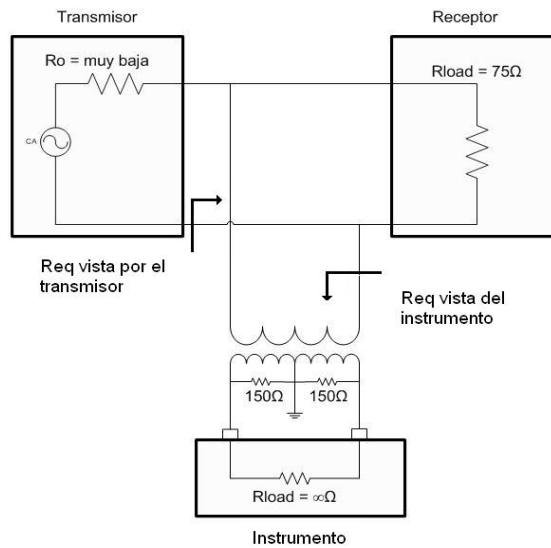 Transmisor
Receptor
Ro = muy baja
Rload = 75Ω
CA
Req vista por el
transmisor
Req vista del
instrumento
150Ω
150Ω
Rload = ∞Ω
Instrumento